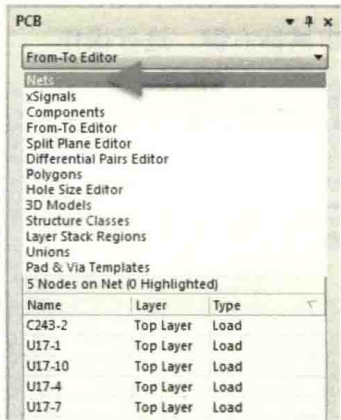 PCB
From-To Editor
Nets
xSignals
Components
From-To Editor
Split Plane Editor
Differential Pairs Editor
Polygons
Hole Size Editor
3D Models
Structure Classes
Layer Stack Regions
Unions
Pad & Via Templates
5 Nodes on Net (0 Highlighted)
Name Layer Type
C243-2 Top Layer Load
U17-1 Top Layer Load
U17-10 Top Layer Load
U17-4 Top Layer Load
U17-7 Top Layer Load